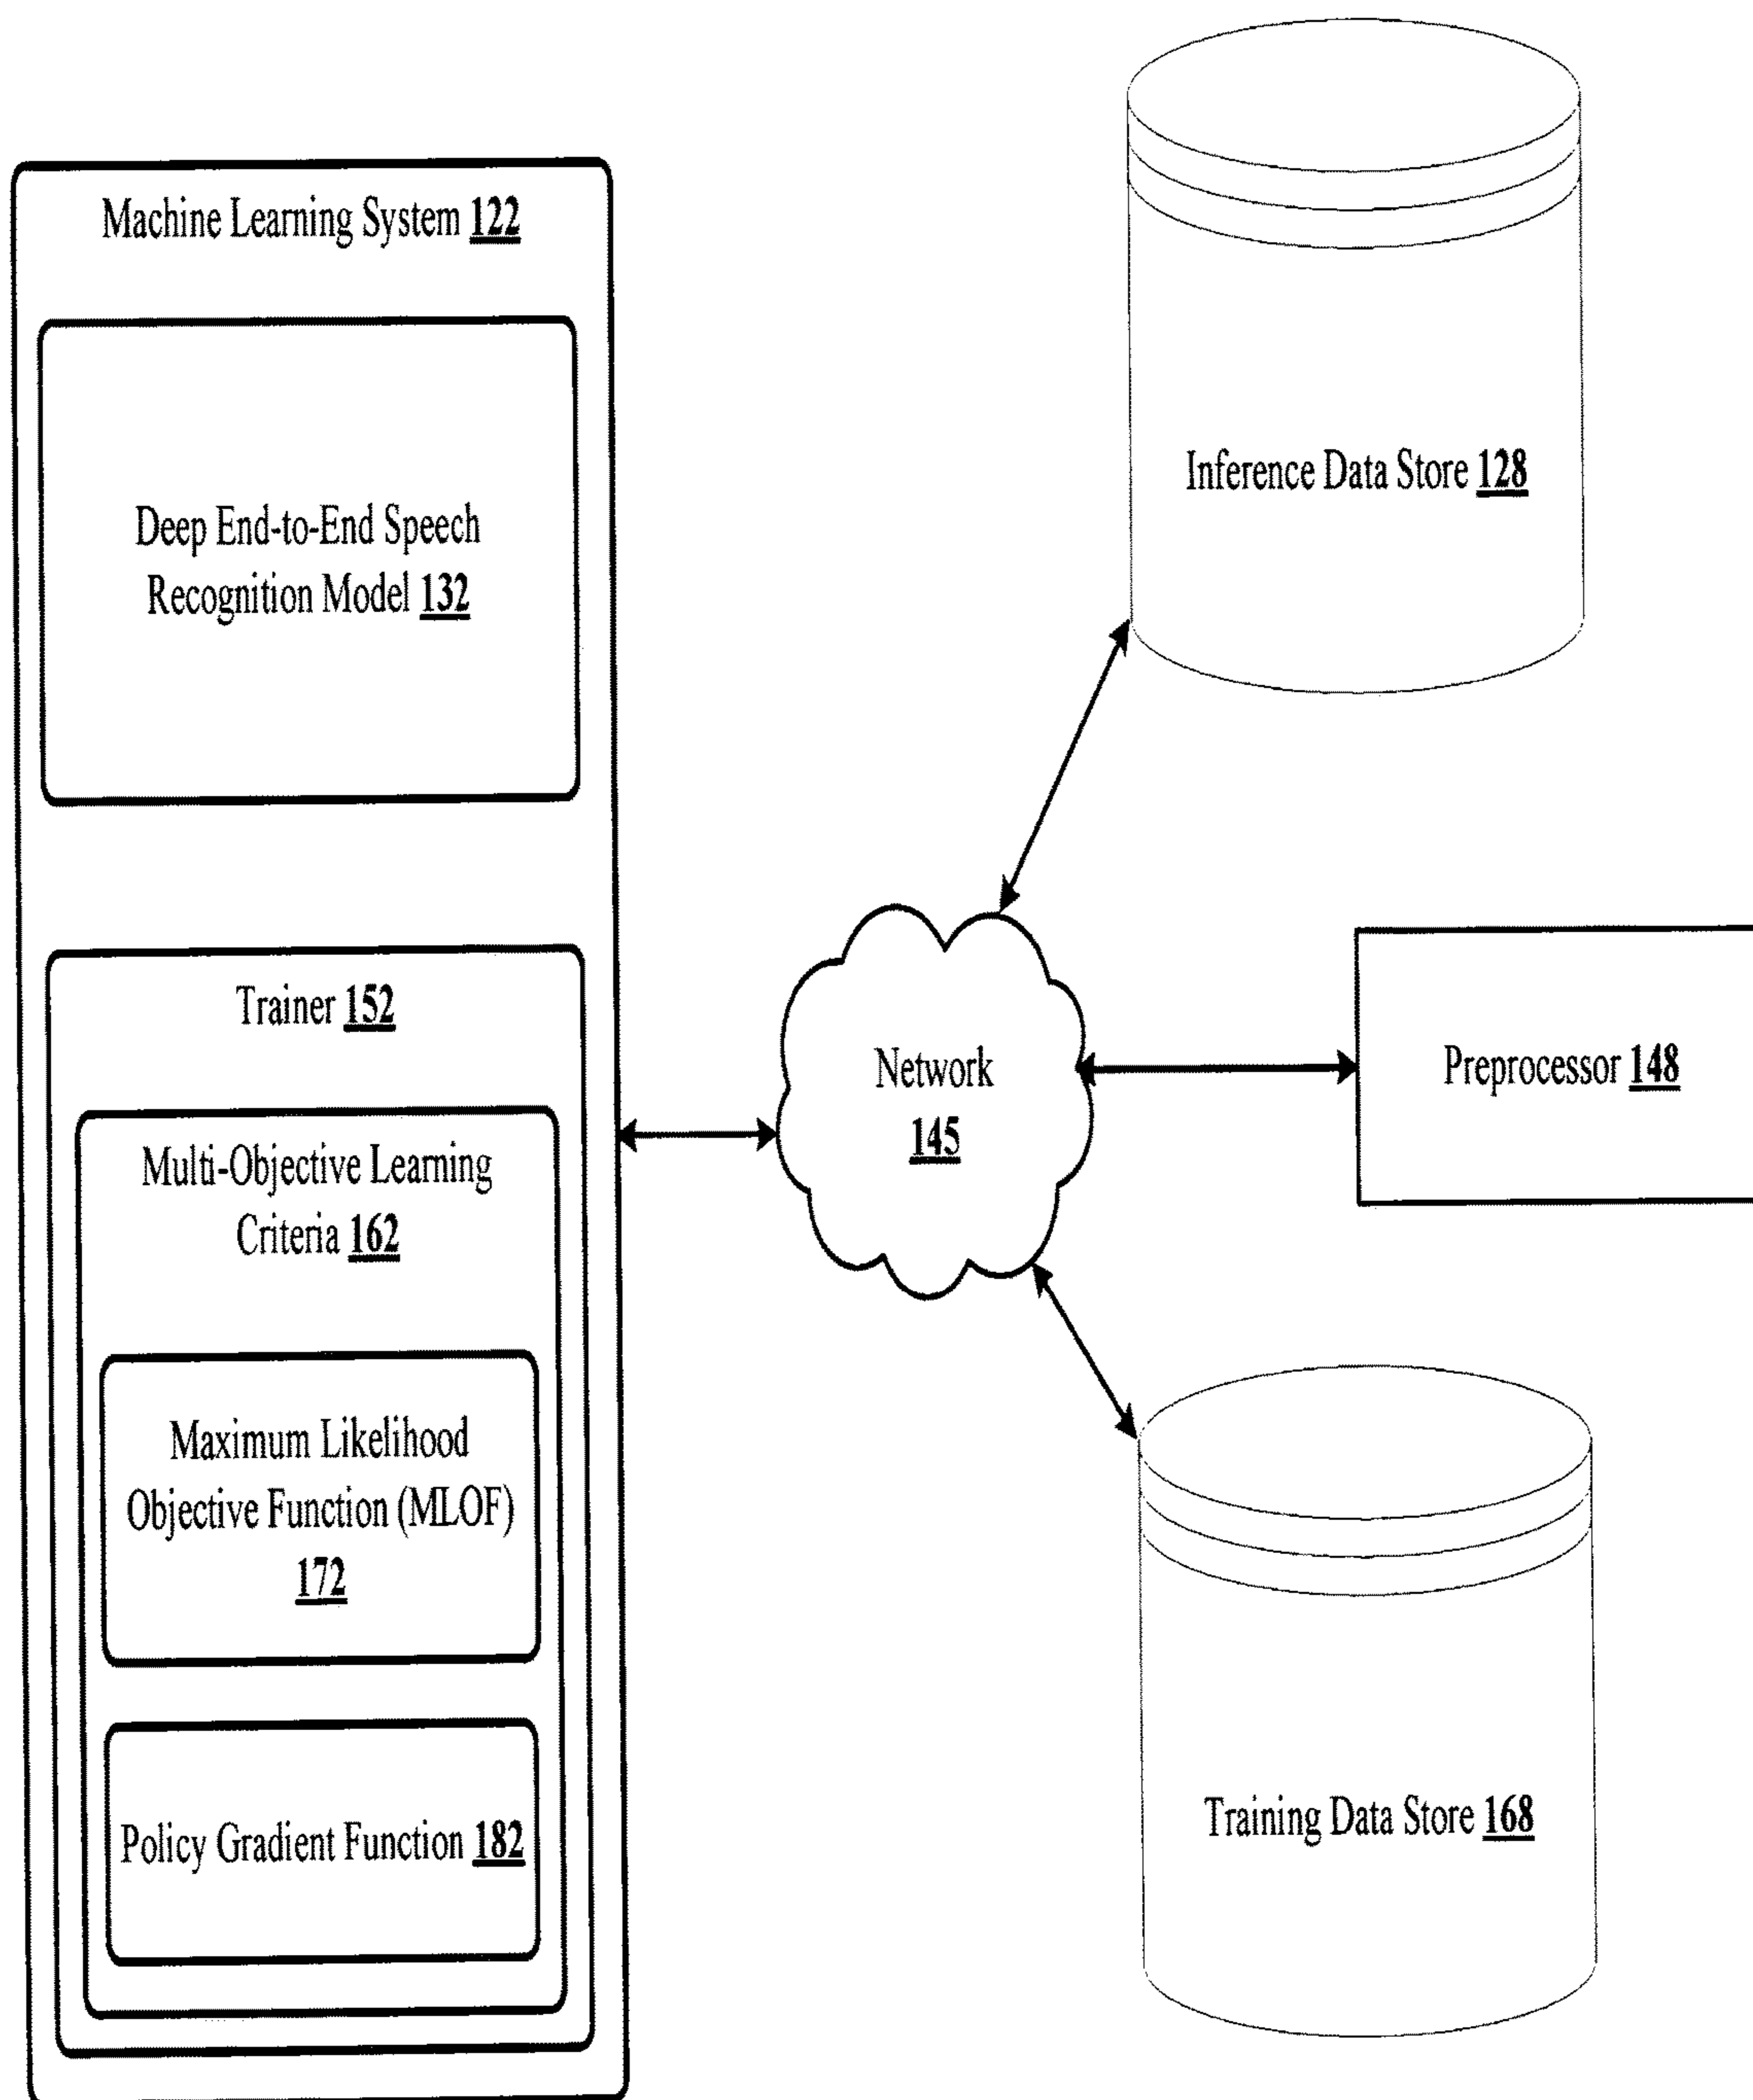 Machine Learning System 122
Deep End-to-End Speech
Recognition Model 132
Trainer 152
Multi-Objective Learning
Criteria 162
Maximum Likelihood
Objective Function (MLOF)
172
Policy Gradient Function 182
Network
145
Inference Data Store 128
Preprocessor 148
Training Data Store 168